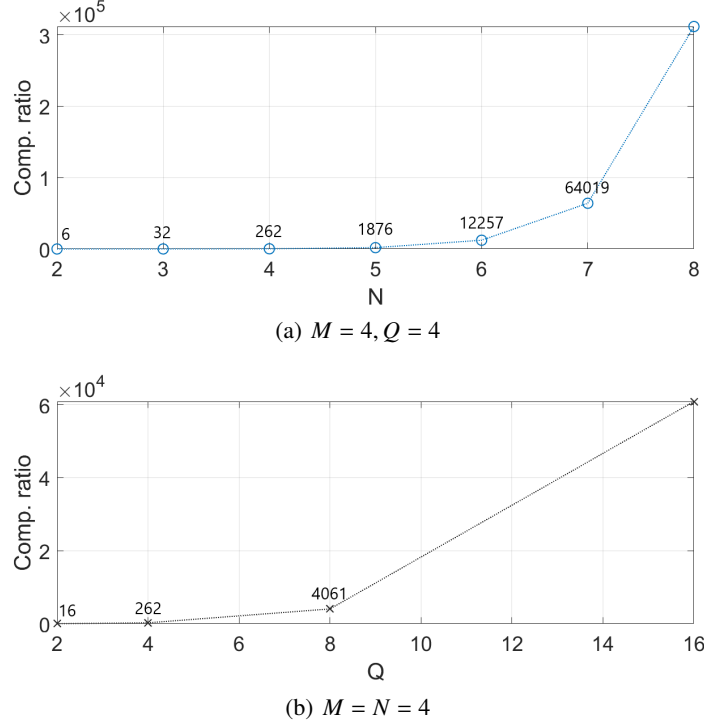 ×10^5
3
2
1
0
Comp. ratio
6
32
262
1876
12257
64019
2 3 4 5 6 7 8
N
(a) M = 4, Q = 4
×10^4
6
4
2
0
Comp. ratio
16
262
4061
2 4 6 8 10 12 14 16
Q
(b) M = N = 4